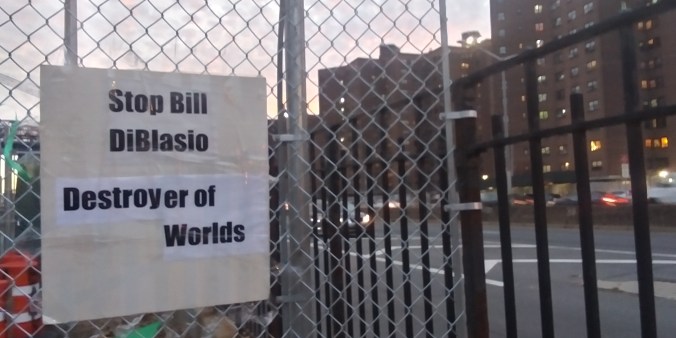 Stop Bill
DiBlasio
Destroyer of
Worlds